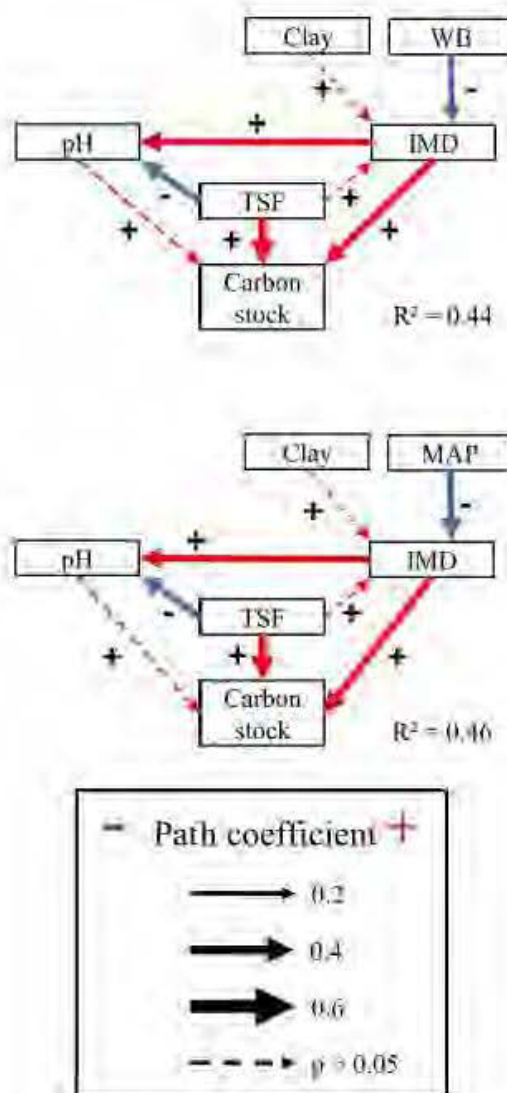 Clay WB
+ -
+
pH IMD
- TSF +
+ + +
Carbon
stock
R² = 0.44
Clay MAP
+ -
+
pH IMD
- TSF +
+ + +
Carbon
stock
R² = 0.46
- Path coefficient +
0.2
0.4
0.6
p > 0.05